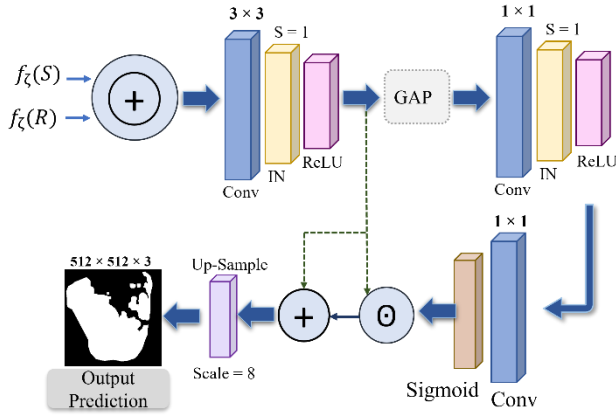 3 × 3
S = 1
fζ(S)
fζ(R)
+
Conv
IN
ReLU
GAP
1 × 1
S = 1
Conv
IN
ReLU
1 × 1
Conv
Sigmoid
ʘ
+
Up-Sample
Scale = 8
512 × 512 × 3
Output
Prediction